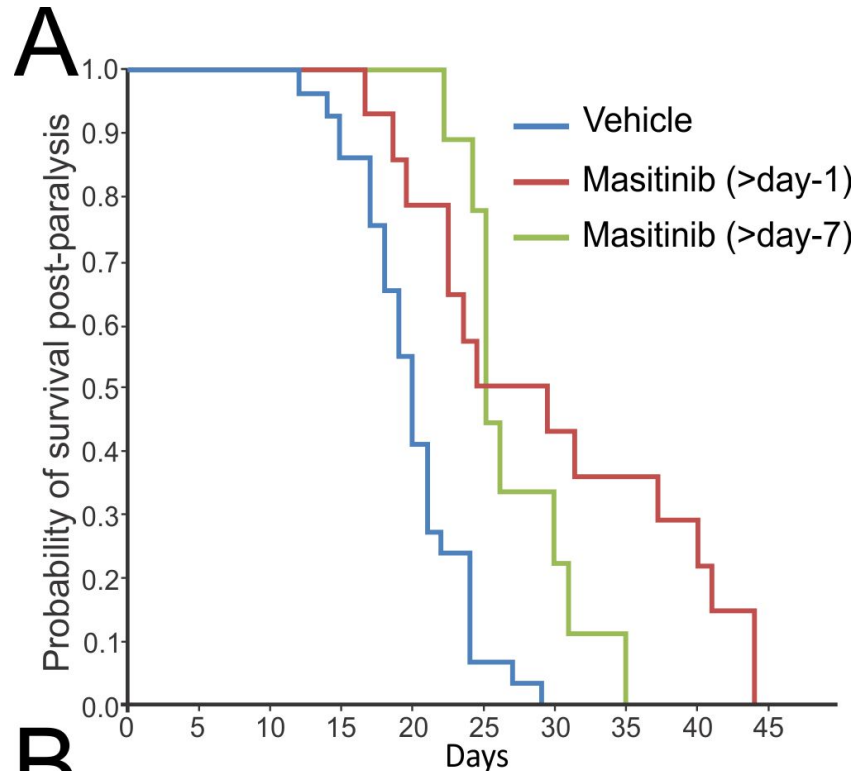 A
Probability of survival post-paralysis
1.0
0.9
0.8
0.7
0.6
0.5
0.4
0.3
0.2
0.1
0.0
Vehicle
Masitinib (>day-1)
Masitinib (>day-7)
0 5 10 15 20 25 30 35 40 45
Days
B